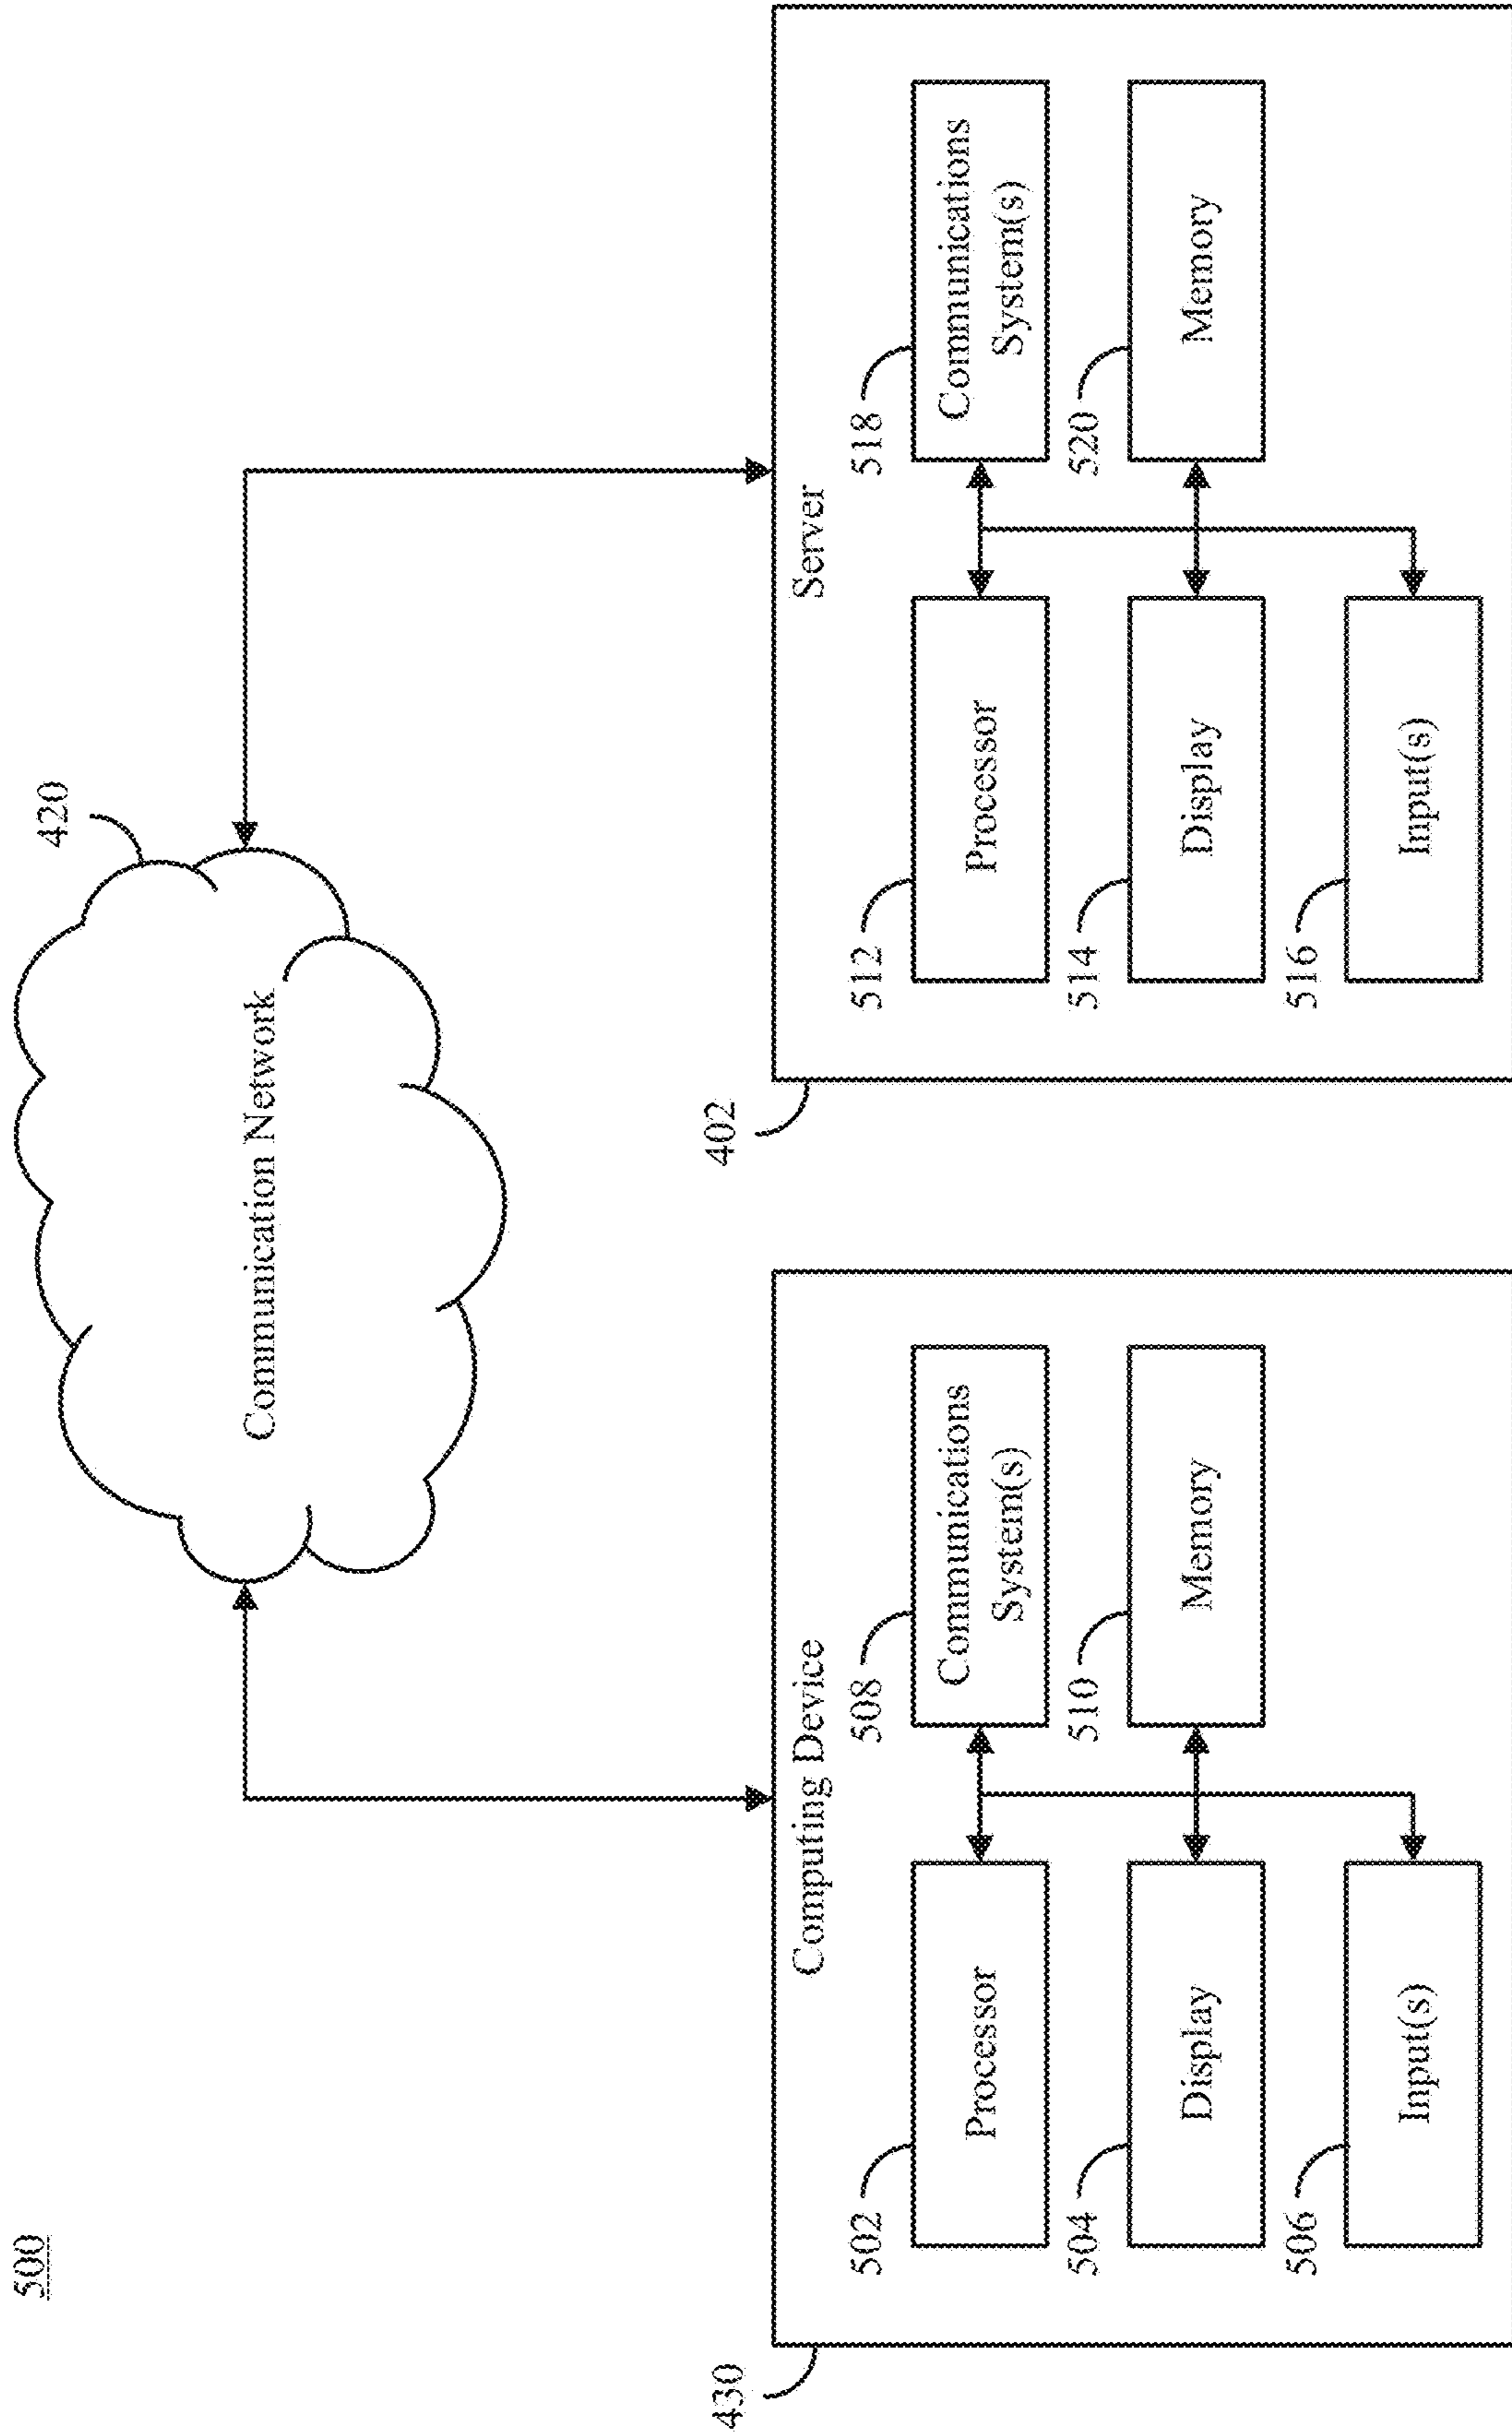 500
420
Communication Network
430
Computing Device
502
Processor
508
Communications
System(s)
504
Display
510
Memory
506
Input(s)
402
Server
512
Processor
518
Communications
System(s)
514
Display
520
Memory
516
Input(s)